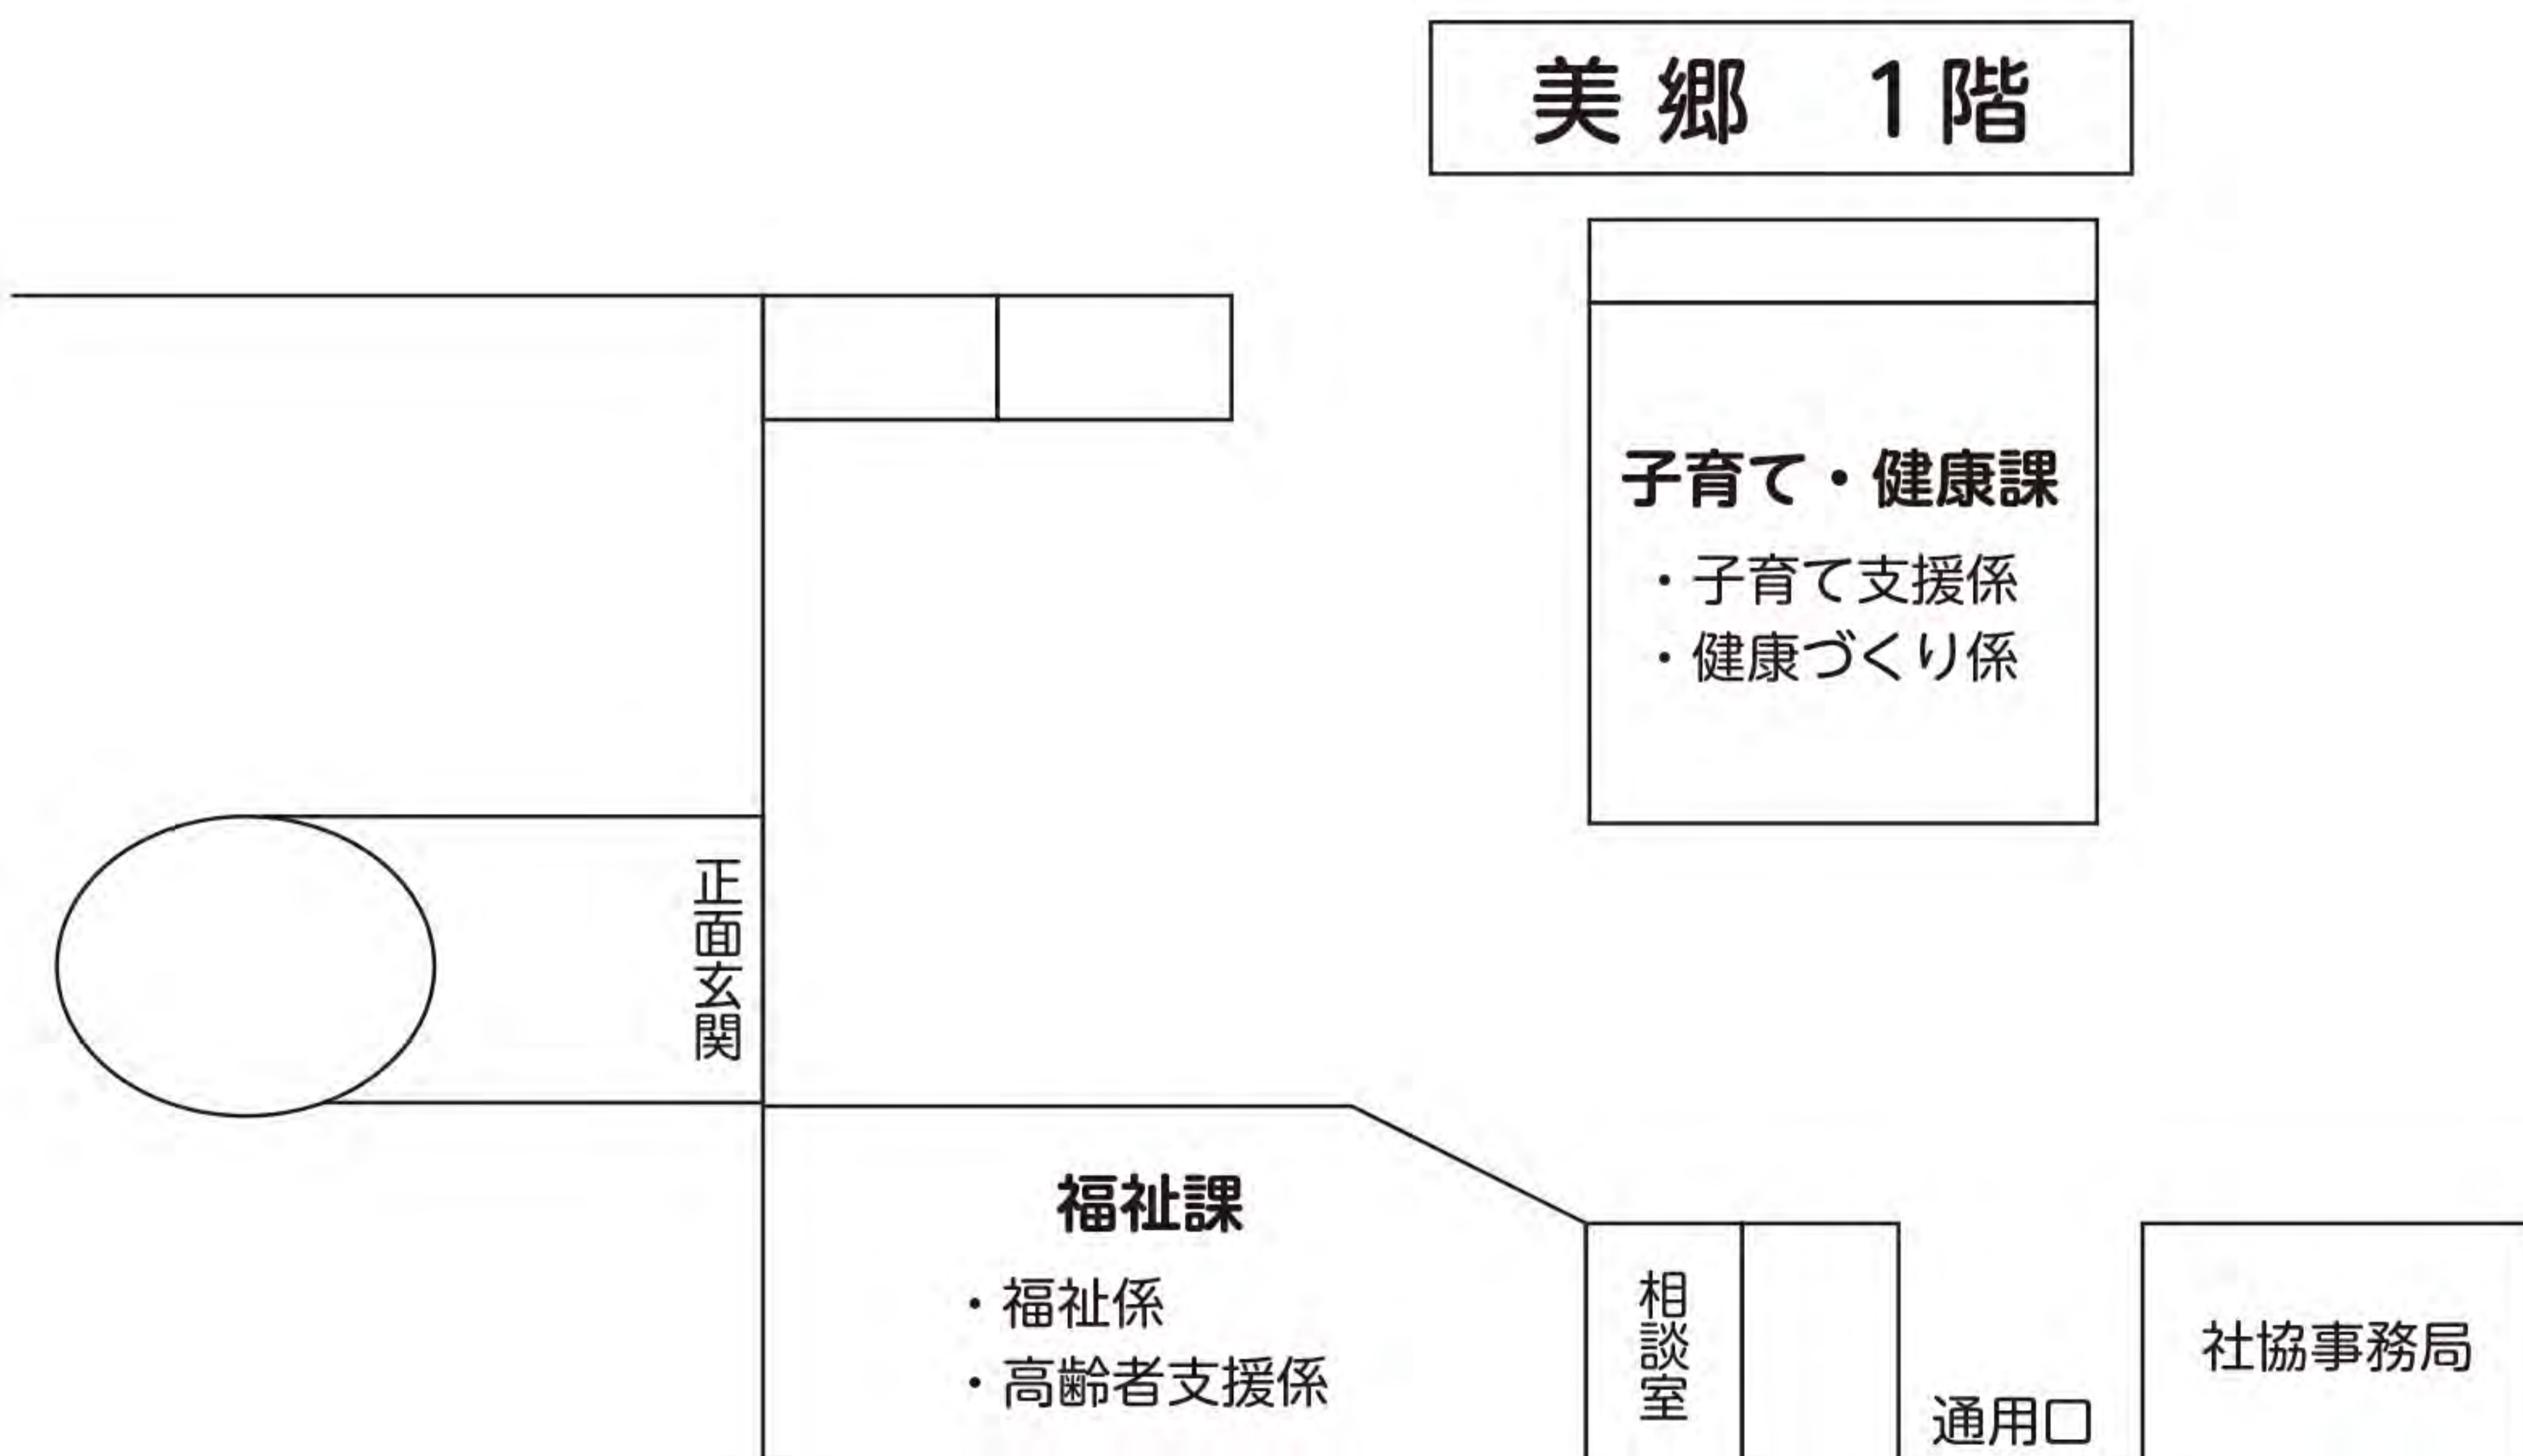 美郷　1階
子育て・健康課
・子育て支援係
・健康づくり係
正面玄関
福祉課
・福祉係
・高齢者支援係
相談室
通用口
社協事務局